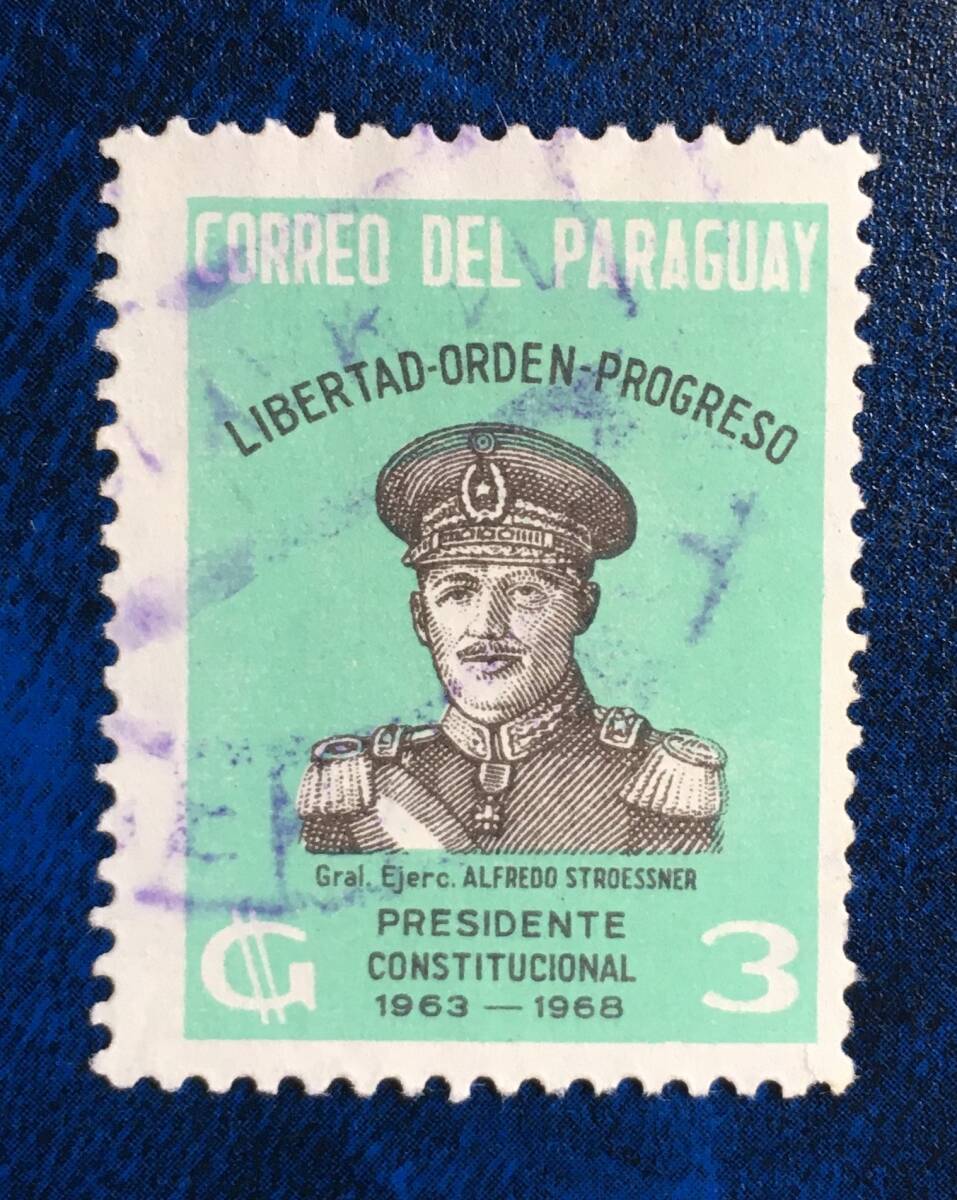 CORREO DEL PARAGUAY
LIBERTAD-ORDEN-PROGRESO
Gral. Ejerc. ALFREDO STROESSNER
PRESIDENTE
CONSTITUCIONAL
1963 — 1968
₲ 3